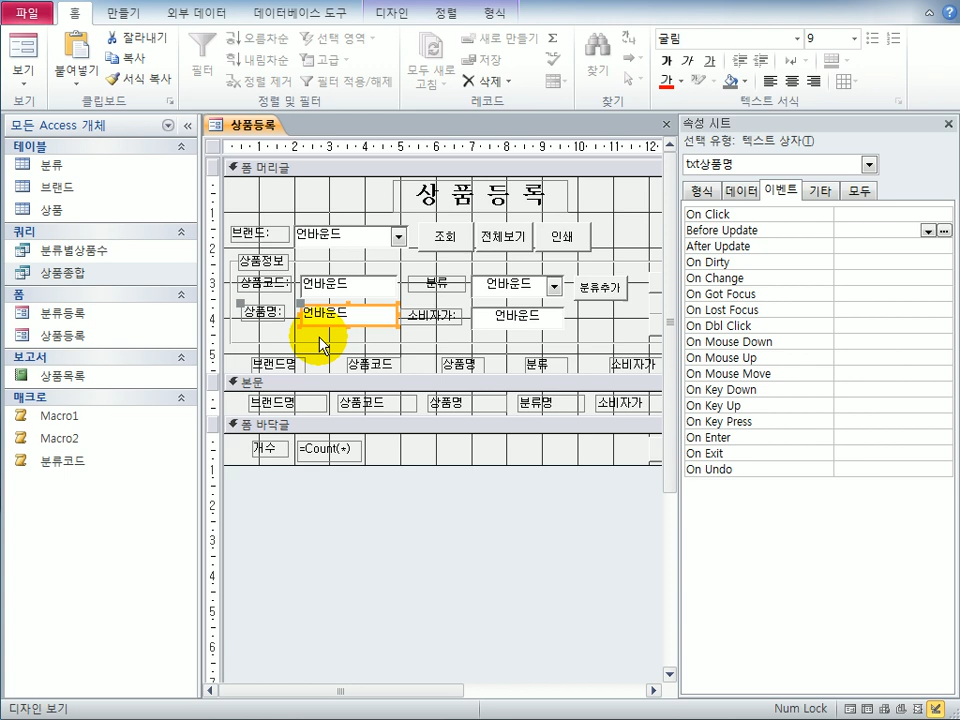 파일 홈 만들기 외부 데이터 데이터베이스 도구 디자인 정렬 형식
보기
보기
붙여넣기
잘라내기
복사
서식 복사
클립보드
필터
오름차순
내림차순
정렬 제거
선택 영역
고급
필터 적용/해제
정렬 및 필터
모두 새로 고침
새로 만들기
저장
삭제
레코드
찾기
찾기
굴림 9
가 가 가
가
텍스트 서식
모든 Access 개체
테이블
분류
브랜드
상품
쿼리
분류별상품수
상품종합
폼
분류등록
상품등록
보고서
상품목록
매크로
Macro1
Macro2
분류코드
상품등록
1 2 3 4 5 6 7 8 9 10 11 12
폼 머리글
상 품 등 록
브랜드: 언바운드 조회 전체보기 인쇄
상품정보
상품코드: 언바운드 분류 언바운드 분류추가
상품명: 언바운드 소비자가: 언바운드
브랜드명 상품코드 상품명 분류 소비자가
본문
브랜드명 상품코드 상품명 분류명 소비자가
폼 바닥글
개수 =Count(*)
속성 시트
선택 유형: 텍스트 상자(T)
txt상품명
형식 데이터 이벤트 기타 모두
On Click
Before Update
After Update
On Dirty
On Change
On Got Focus
On Lost Focus
On Dbl Click
On Mouse Down
On Mouse Up
On Mouse Move
On Key Down
On Key Up
On Key Press
On Enter
On Exit
On Undo
디자인 보기 Num Lock